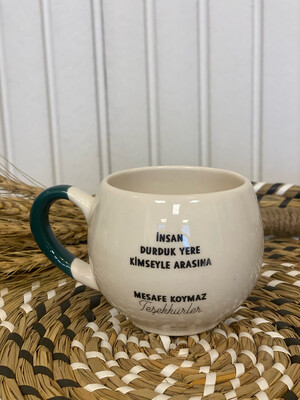 İNSAN
DURDUK YERE
KİMSEYLE ARASINA
MESAFE KOYMAZ
Teşekkürler